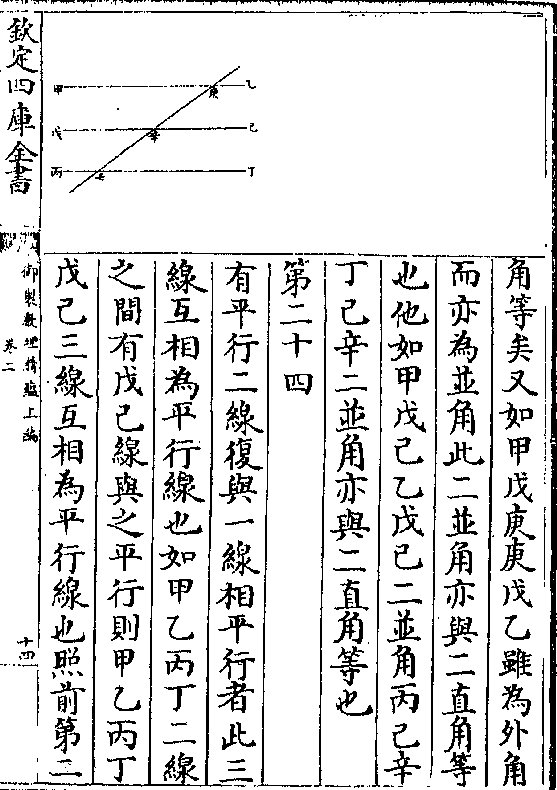 角等矣又如甲戊庚庚戊乙雖為外角
而亦為並角此二並角亦與二直角等
也他如甲戊己乙戊己二並角丙己辛
丁己辛二並角亦與二直角等也
第二十四
有平行二線復與一線相平行者此三
線互相為平行線也如甲乙丙丁二線
之間有戊己線與之平行則甲乙丙丁
戊己三線互相為平行線也照前第二
甲 乙
庚
戊 己
辛
丙 丁
壬
欽定四庫全書
御製數理精蘊上編
卷二
十四